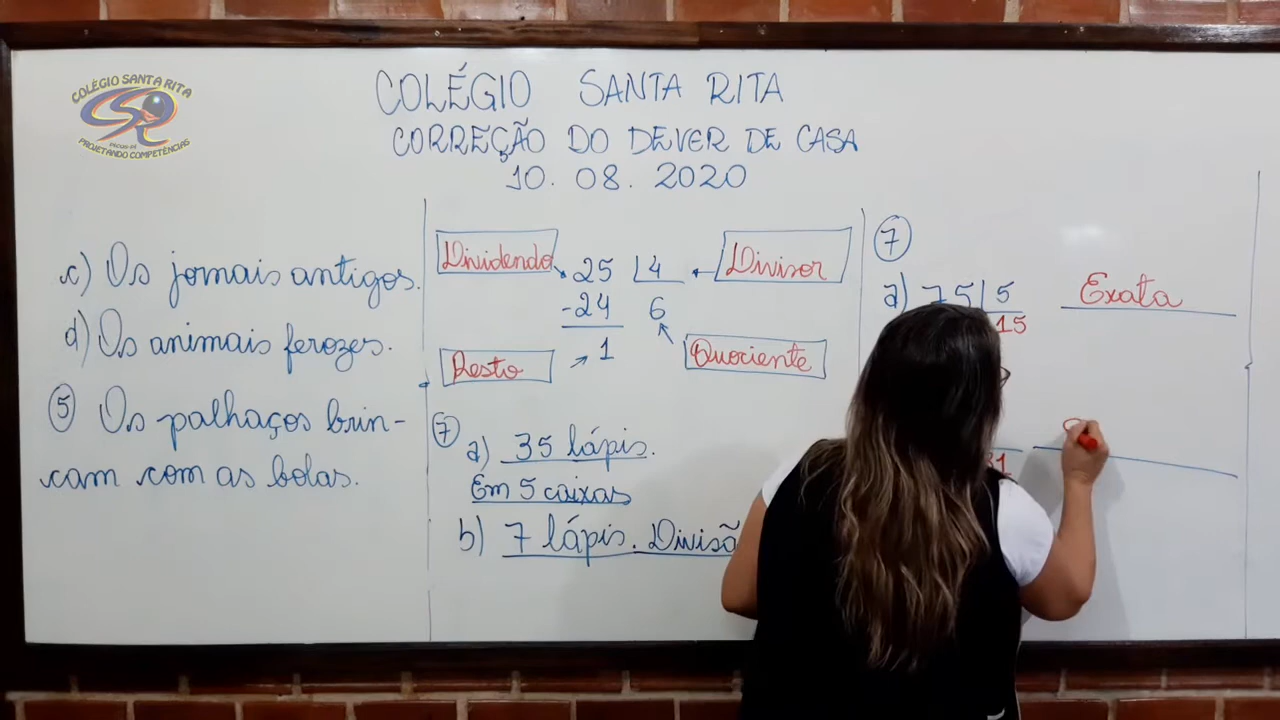 COLÉGIO SANTA RITA
PROJETANDO COMPETÊNCIAS
COLÉGIO SANTA RITA
CORREÇÃO DO DEVER DE CASA
10. 08. 2020
c) Os jornais antigos.
d) Os animais ferozes.
5 Os palhaços brin-
cam com as bolas.
Dividendo 25 4 Divisor
-24 6
Resto 1 Quociente
7
a) 35 lápis.
Em 5 caixas
b) 7 lápis. Divisã
7
a) 75 5 Exata
15